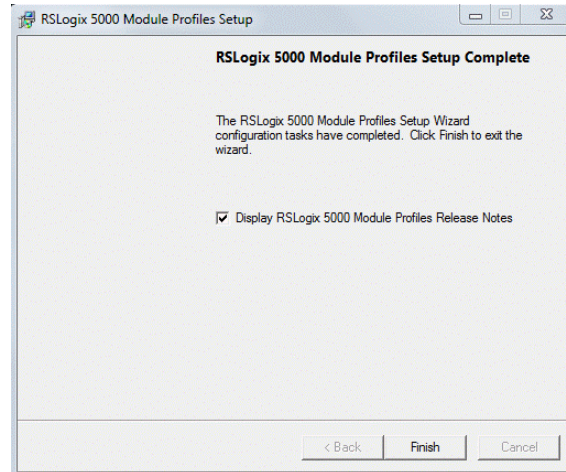 RSLogix 5000 Module Profiles Setup
RSLogix 5000 Module Profiles Setup Complete
The RSLogix 5000 Module Profiles Setup Wizard
configuration tasks have completed. Click Finish to exit the
wizard.
Display RSLogix 5000 Module Profiles Release Notes
< Back
Finish
Cancel